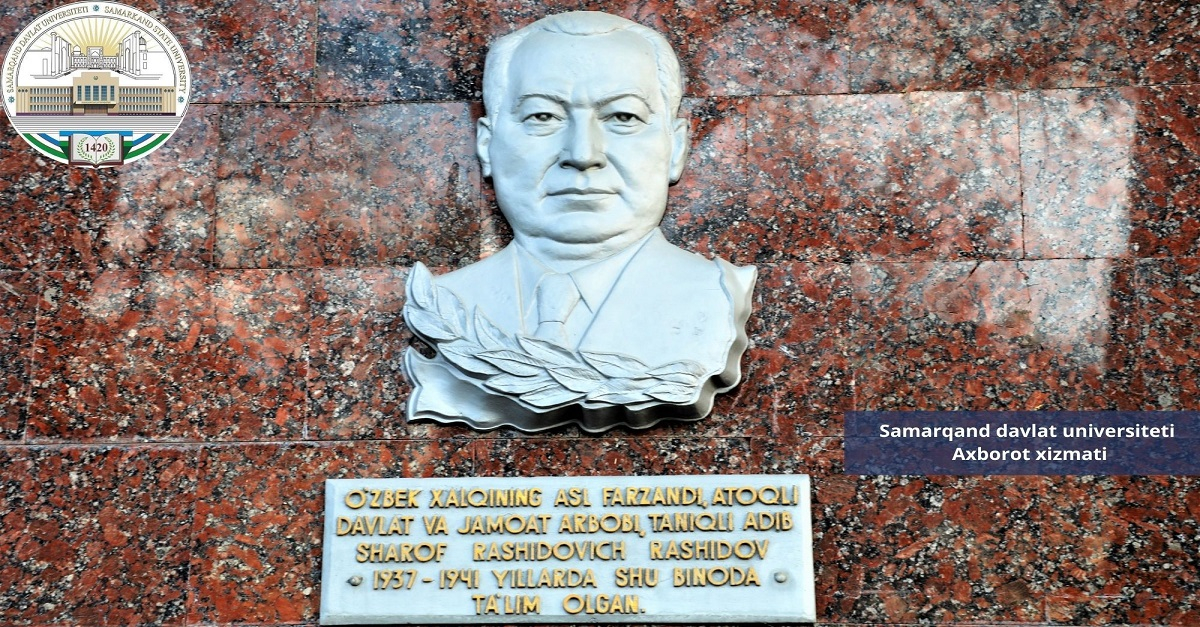 SAMARQAND DAVLAT UNIVERSITETI
SAMARKAND STATE UNIVERSITY
1420
Samarqand davlat universiteti
Axborot xizmati
O'ZBEK XALQINING ASL FARZANDI, ATOQLI
DAVLAT VA JAMOAT ARBOBI, TANIQLI ADIB
SHAROF RASHIDOVICH RASHIDOV
1937-1941 YILLARDA SHU BINODA
TA'LIM OLGAN.